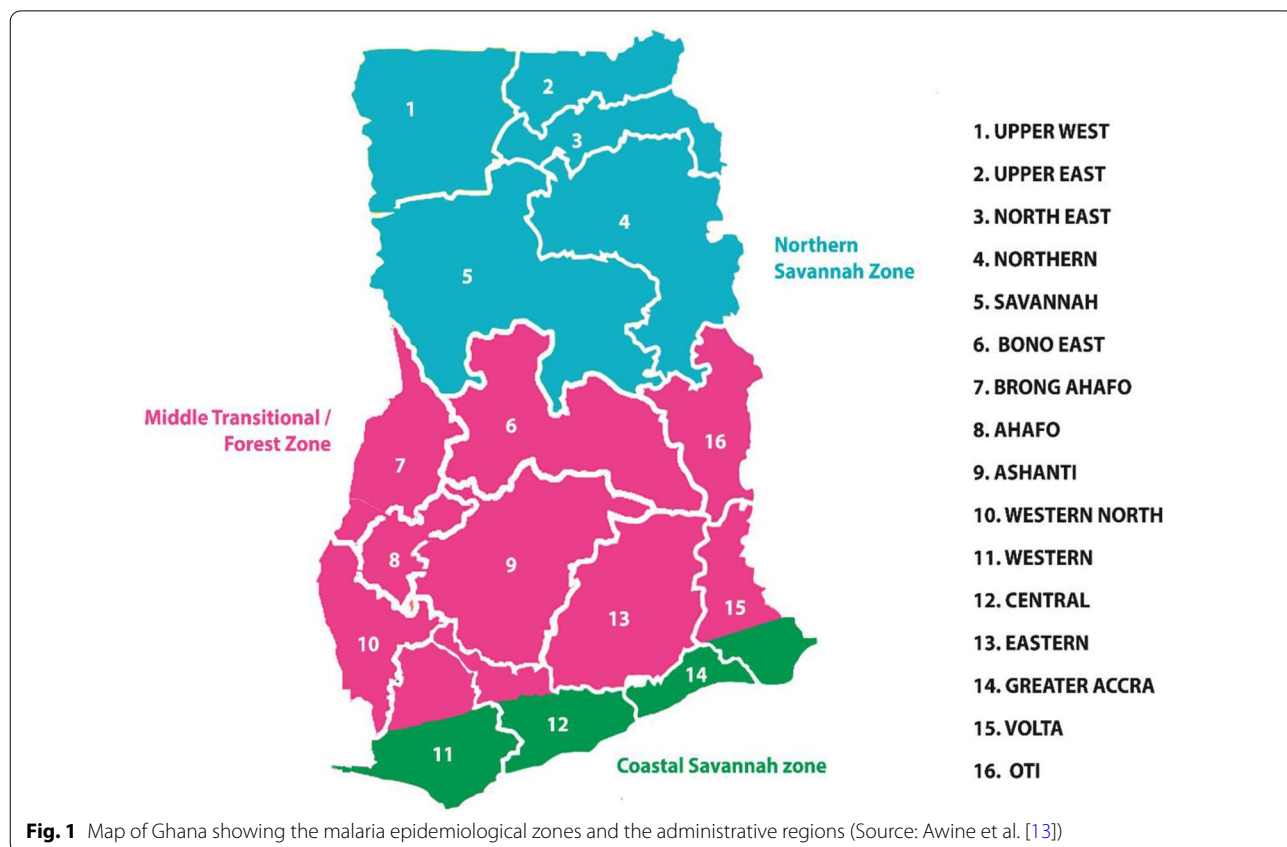 1
2
3
4
5
Northern
Savannah Zone
Middle Transitional /
Forest Zone
6
7
8
9
10
13
15
16
11
12
14
Coastal Savannah zone
1. UPPER WEST
2. UPPER EAST
3. NORTH EAST
4. NORTHERN
5. SAVANNAH
6. BONO EAST
7. BRONG AHAFO
8. AHAFO
9. ASHANTI
10. WESTERN NORTH
11. WESTERN
12. CENTRAL
13. EASTERN
14. GREATER ACCRA
15. VOLTA
16. OTI
Fig. 1 Map of Ghana showing the malaria epidemiological zones and the administrative regions (Source: Awine et al. [13])